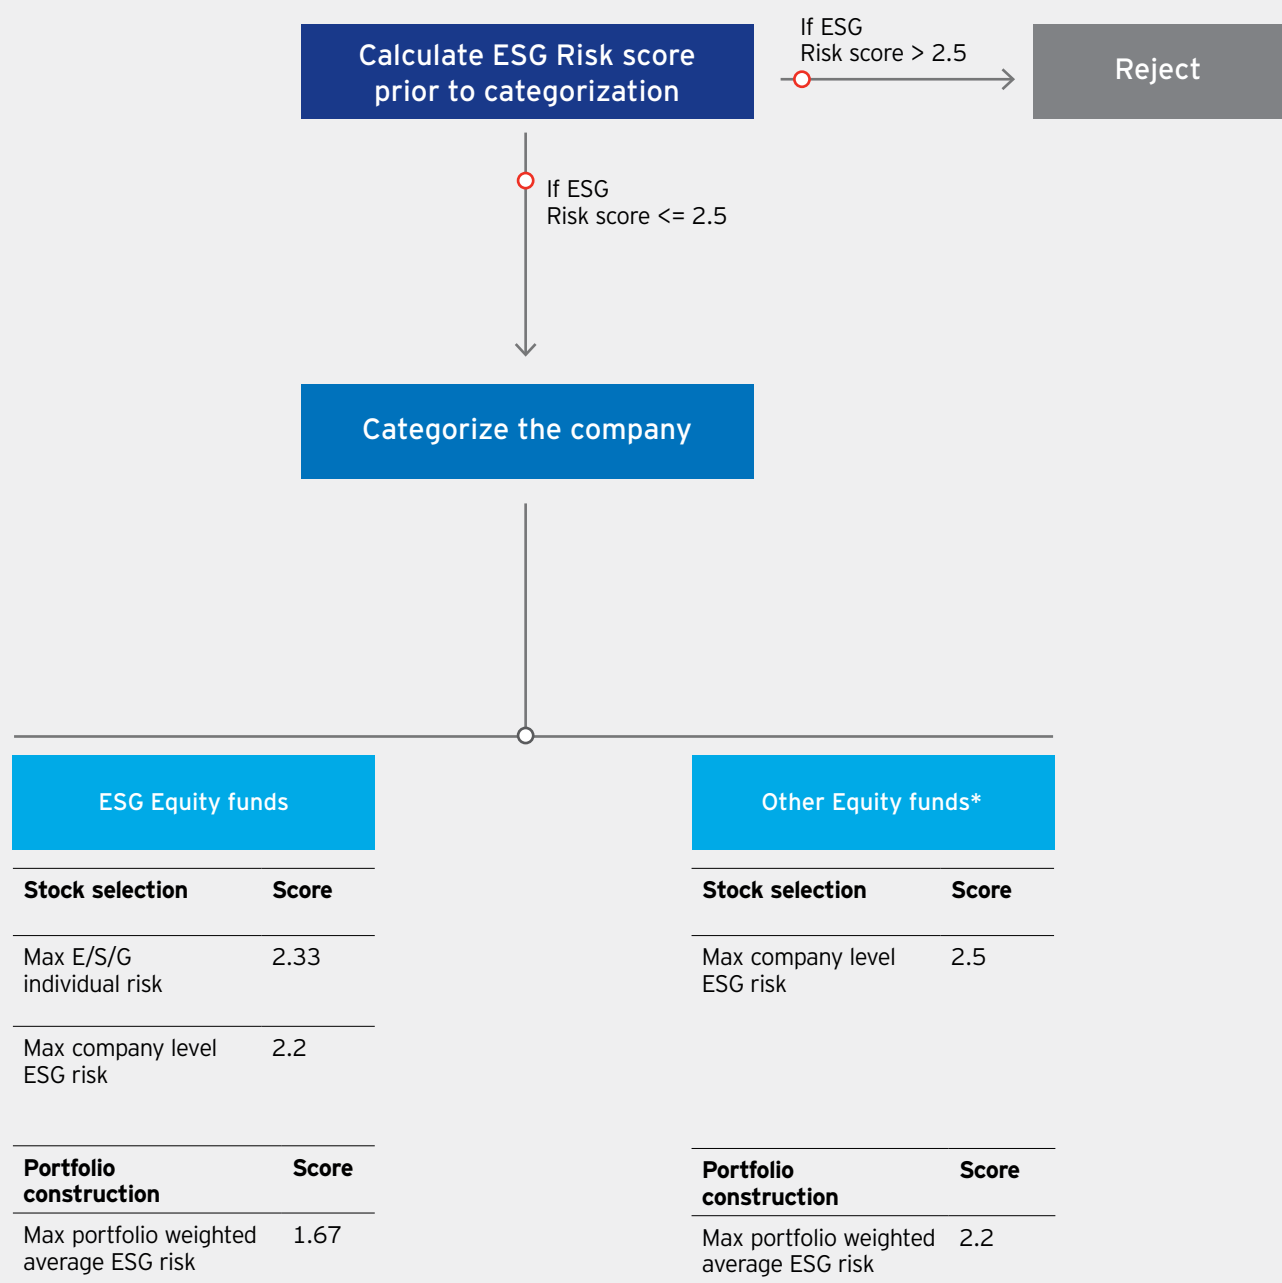 Calculate ESG Risk score
prior to categorization
If ESG
Risk score > 2.5
Reject
If ESG
Risk score <= 2.5
Categorize the company
ESG Equity funds
Stock selection Score
Max E/S/G
individual risk 2.33
Max company level
ESG risk 2.2
Portfolio
construction Score
Max portfolio weighted
average ESG risk 1.67
Other Equity funds*
Stock selection Score
Max company level
ESG risk 2.5
Portfolio
construction Score
Max portfolio weighted
average ESG risk 2.2